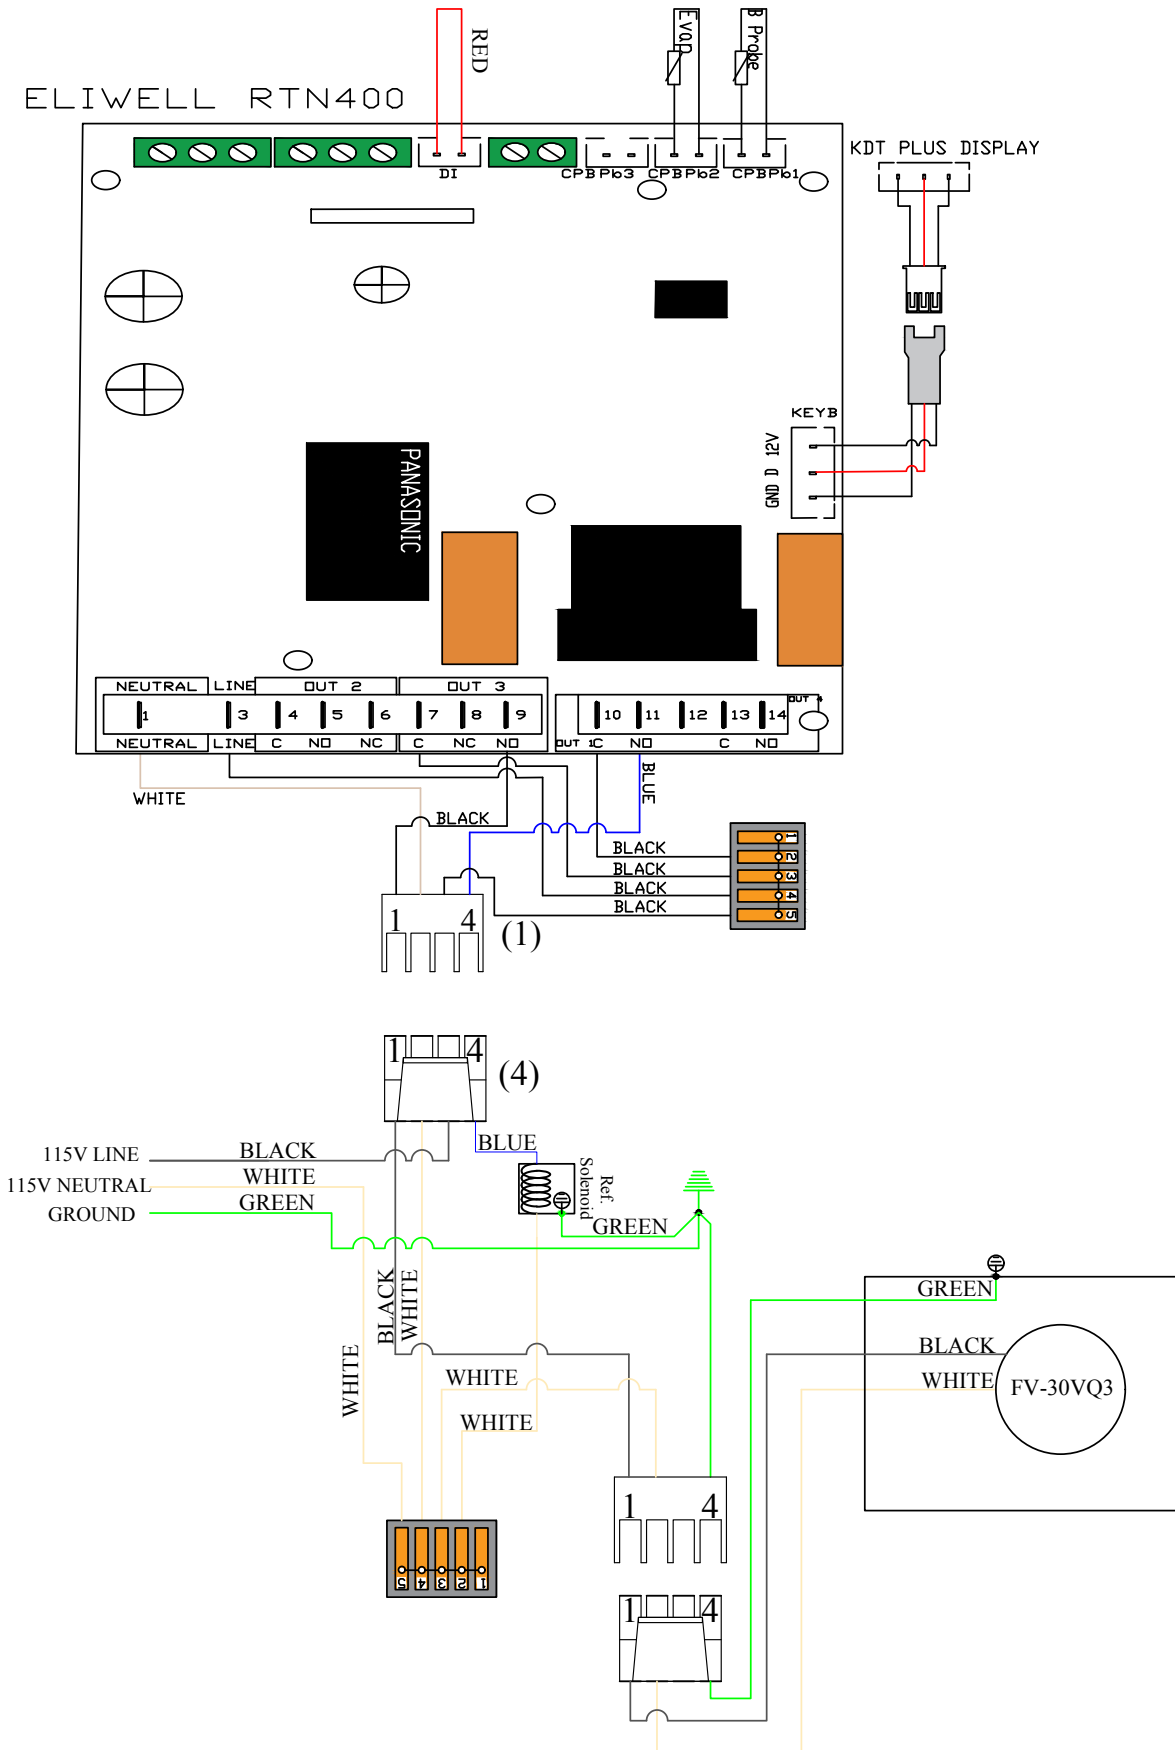 RED
Evap
B Probe
ELIWELL RTN400
KDT PLUS DISPLAY
DI
CPB Pb3
CPB Pb2
CPB Pb1
KEYB
GND D 12V
PANASONIC
NEUTRAL LINE OUT 2 OUT 3
OUT 4
1 3 4 5 6 7 8 9 10 11 12 13 14
NEUTRAL LINE C NO NC C NC NO OUT 1 C NO C NO
WHITE
BLUE
BLACK
1
BLACK
2
BLACK
3
BLACK
4
BLACK
5
1 4
(1)
1 4
(4)
BLUE
115V LINE BLACK
115V NEUTRAL WHITE
GROUND GREEN
Ref.
Solenoid
GREEN
BLACK
WHITE
GREEN
BLACK
WHITE FV-30VQ3
WHITE
WHITE
WHITE
1 4
5 4 3 2 1
1 4